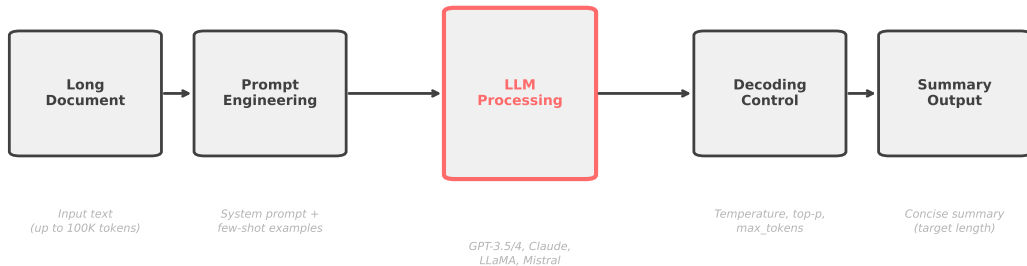 Long
Document
Prompt
Engineering
LLM
Processing
Decoding
Control
Summary
Output
Input text
(up to 100K tokens)
System prompt +
few-shot examples
GPT-3.5/4, Claude,
LLaMA, Mistral
Temperature, top-p,
max_tokens
Concise summary
(target length)